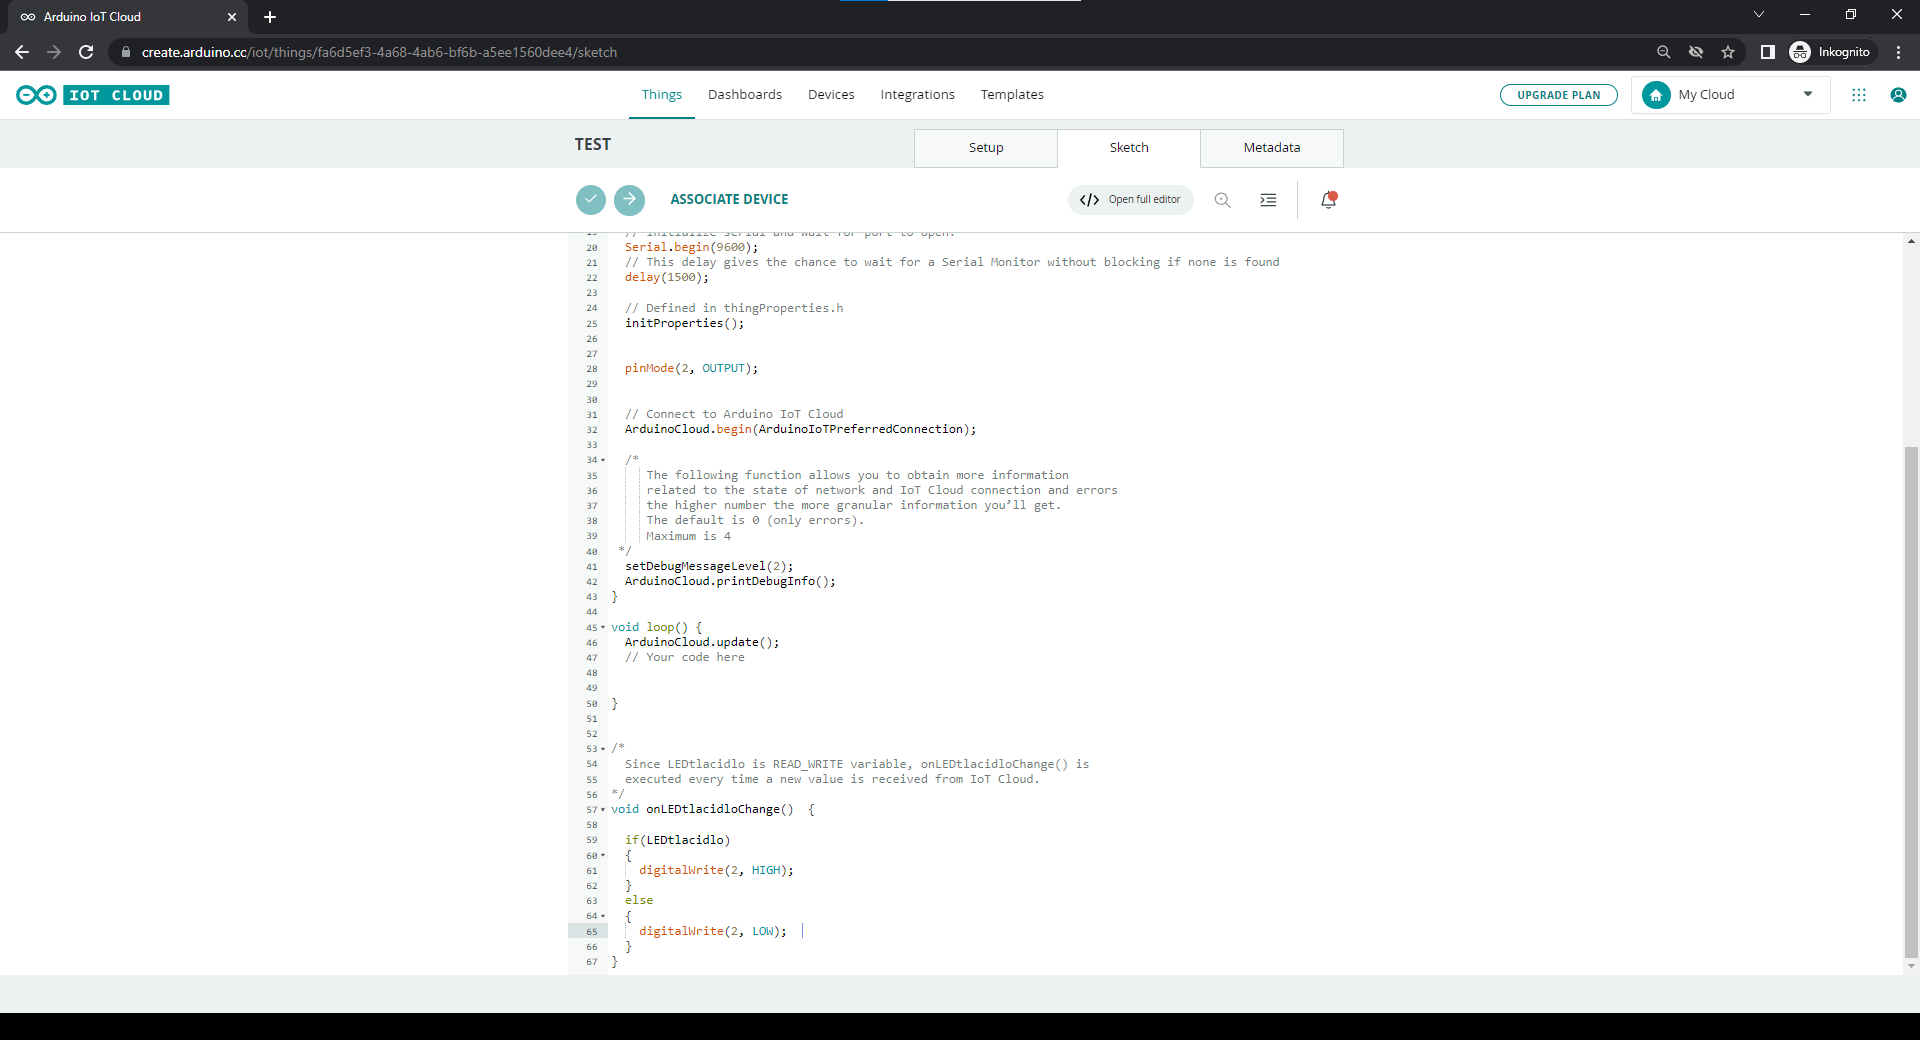 Arduino IoT Cloud
create.arduino.cc/iot/things/fa6d5ef3-4a68-4ab6-bf6b-a5ee1560dee4/sketch
Inkognito
IOT CLOUD
Things
Dashboards
Devices
Integrations
Templates
UPGRADE PLAN
My Cloud
TEST
Setup
Sketch
Metadata
ASSOCIATE DEVICE
</> Open full editor
19 // Initialize serial and wait for port to open:
20 Serial.begin(9600);
21 // This delay gives the chance to wait for a Serial Monitor without blocking if none is found
22 delay(1500);
23
24 // Defined in thingProperties.h
25 initProperties();
26
27
28 pinMode(2, OUTPUT);
29
30
31 // Connect to Arduino IoT Cloud
32 ArduinoCloud.begin(ArduinoIoTPreferredConnection);
33
34 /*
35 The following function allows you to obtain more information
36 related to the state of network and IoT Cloud connection and errors
37 the higher number the more granular information you’ll get.
38 The default is 0 (only errors).
39 Maximum is 4
40 */
41 setDebugMessageLevel(2);
42 ArduinoCloud.printDebugInfo();
43 }
44
45 void loop() {
46 ArduinoCloud.update();
47 // Your code here
48
49
50 }
51
52
53 /*
54 Since LEDtlacidlo is READ_WRITE variable, onLEDtlacidloChange() is
55 executed every time a new value is received from IoT Cloud.
56 */
57 void onLEDtlacidloChange() {
58
59 if(LEDtlacidlo)
60 {
61 digitalWrite(2, HIGH);
62 }
63 else
64 {
65 digitalWrite(2, LOW);
66 }
67 }